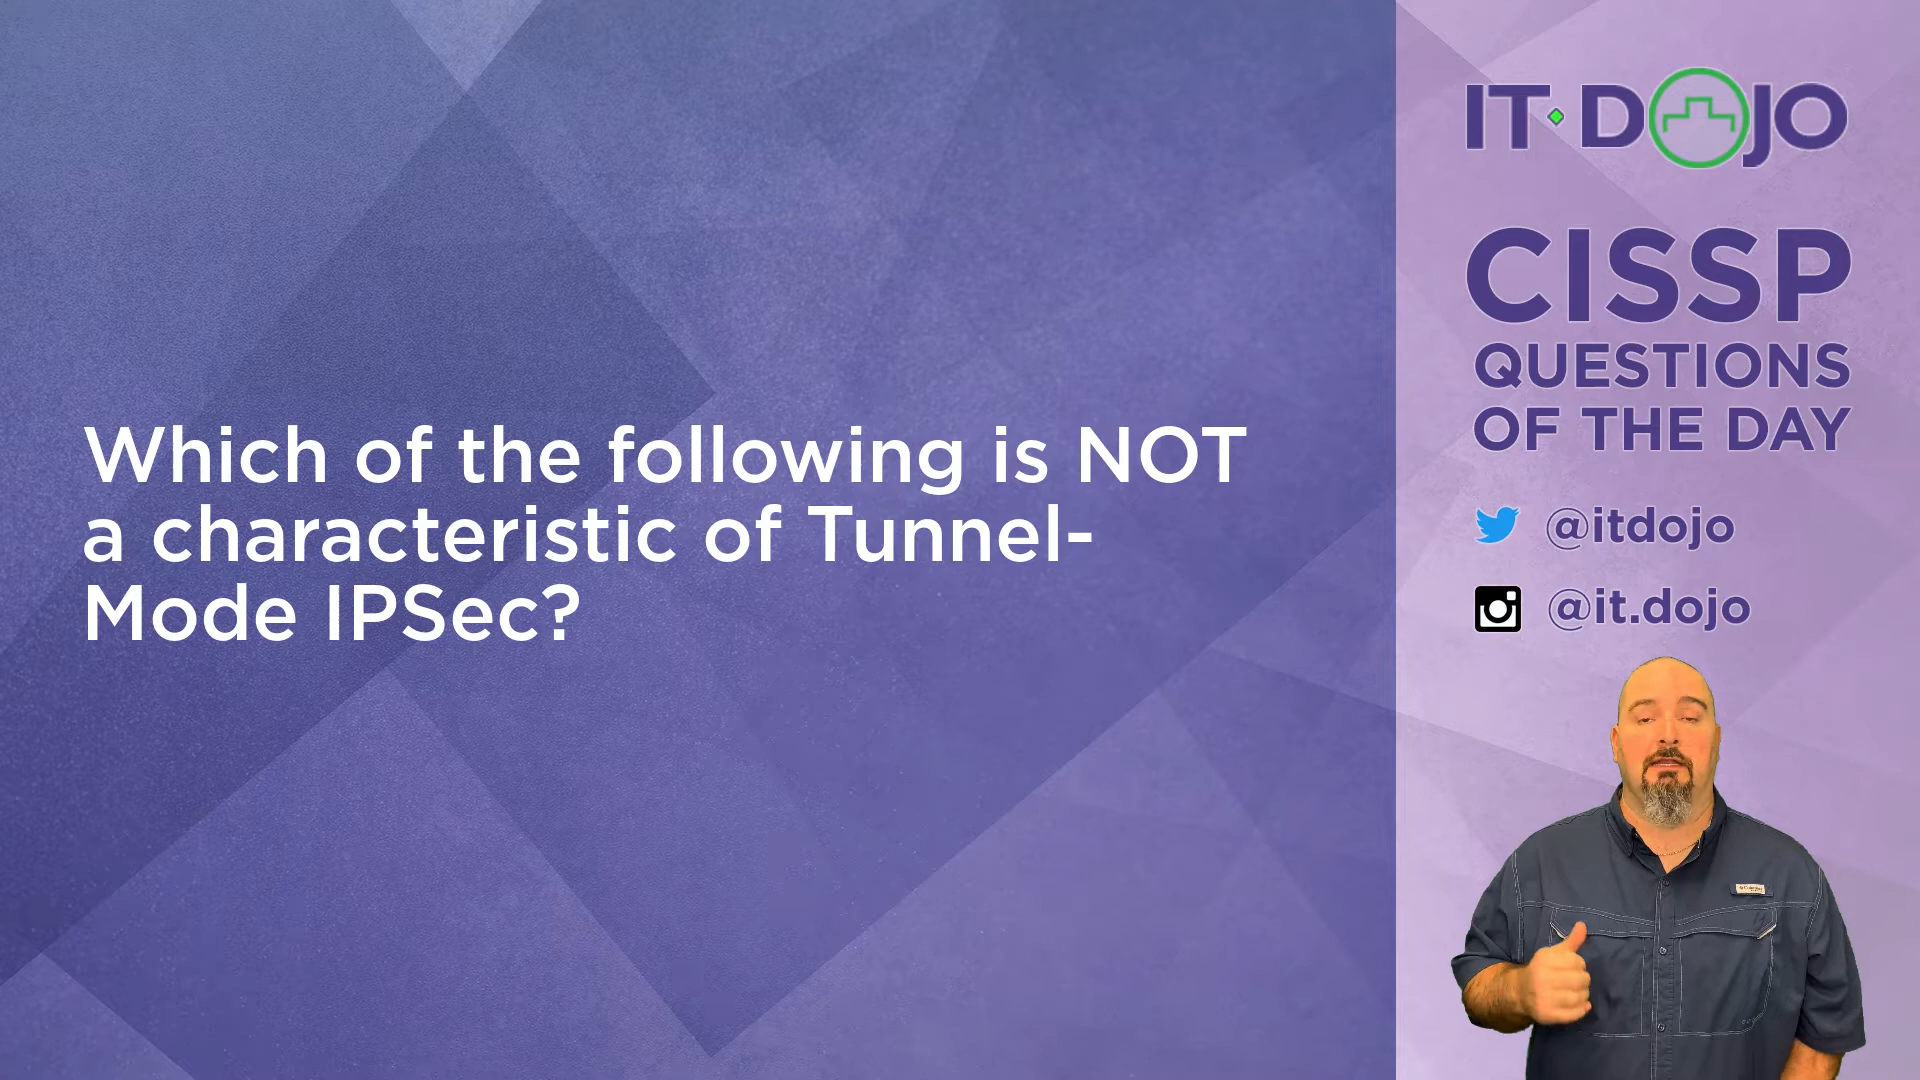 Which of the following is NOT
a characteristic of Tunnel-
Mode IPSec?
IT DOJO
CISSP
QUESTIONS
OF THE DAY
@itdojo
@it.dojo
Columbia